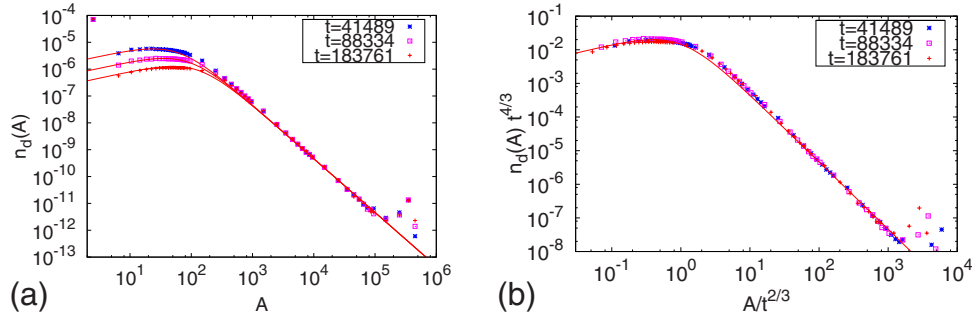 t=41489
t=88334
t=183761
10^-4
10^-5
10^-6
10^-7
10^-8
10^-9
10^-10
10^-11
10^-12
10^-13
n_d(A)
10^1 10^2 10^3 10^4 10^5 10^6
A
(a)
t=41489
t=88334
t=183761
10^0
10^-1
10^-2
10^-3
10^-4
10^-5
10^-6
10^-7
10^-8
n_d(A) t^4/3
10^-1 10^0 10^1 10^2 10^3 10^4
A/t^2/3
(b)